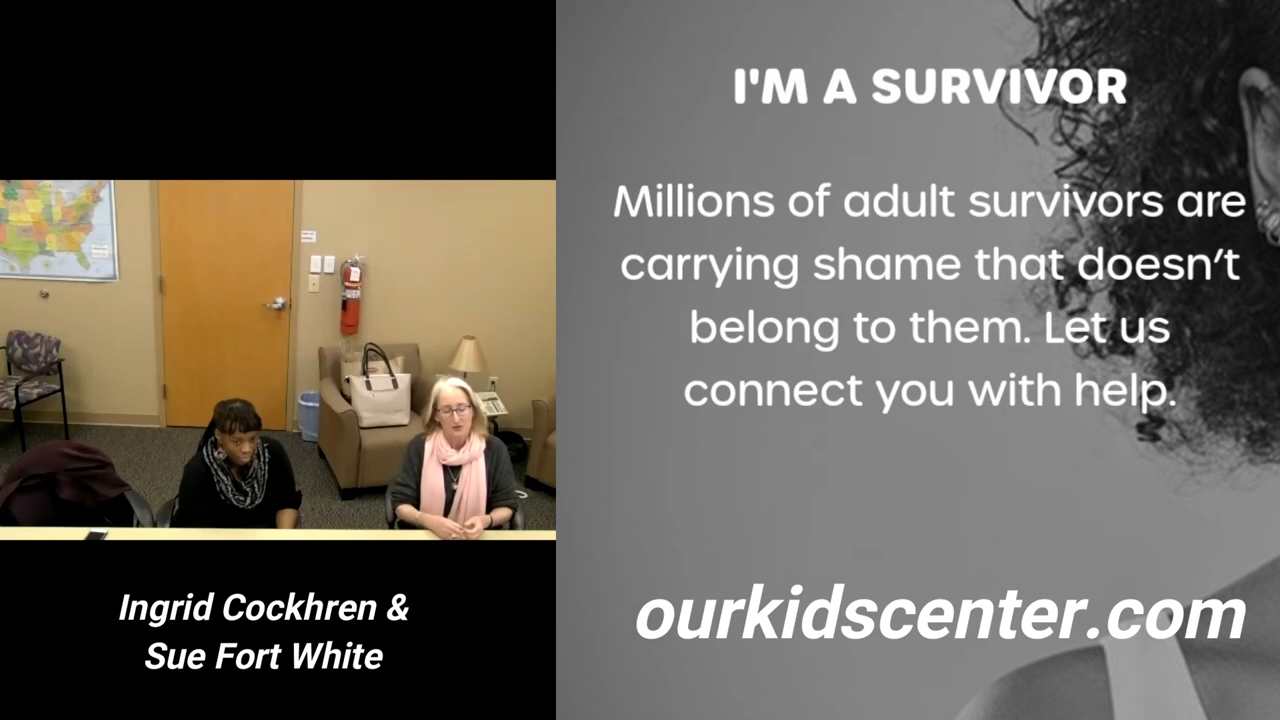 I'M A SURVIVOR
Millions of adult survivors are
carrying shame that doesn't
belong to them. Let us
connect you with help.
ourkidscenter.com
Ingrid Cockhren &
Sue Fort White